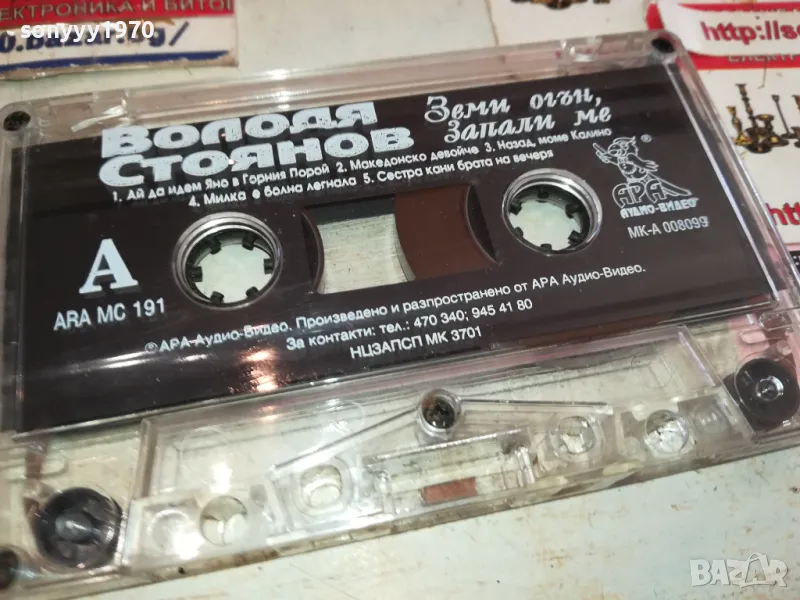 ЕКТРОНИКА И БИТОВ
sonyyy1970
0.bazar.bg/
http://so
ВОЛОДЯ
СТОЯНОВ
Земи огън,
запали ме
1. Ай да идем Яно в Горния Порой 2. Македонско девойче 3. Назад, моме Калино
4. Милка е болна легнала 5. Сестра кани брата на вечеря
АРА
АУДИО-ВИДЕО
МК-А 008099
A
ARA MC 191
℗ АРА-Аудио-Видео. Произведено и разпространено от АРА Аудио-Видео.
За контакти: тел.: 470 340; 945 41 80
НЦЗАПСП МК 3701
BAZAR